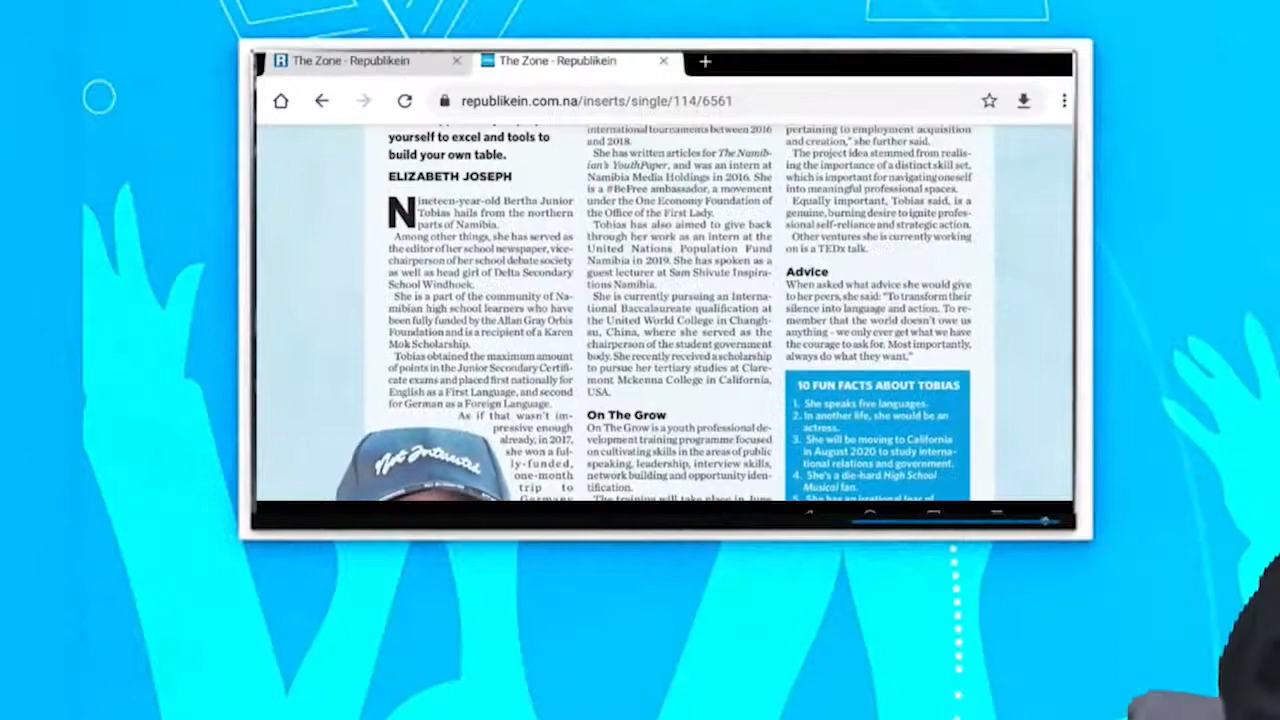 The Zone - Republikein
The Zone - Republikein
republikein.com.na/inserts/single/114/6561
yourself to excel and tools to
build your own table.
ELIZABETH JOSEPH
Nineteen-year-old Bertha Junior
Tobias hails from the northern
parts of Namibia.
Among other things, she has served as
the editor of her school newspaper, vice-
chairperson of her school debate society
as well as head girl of Delta Secondary
School Windhoek.
She is a part of the community of Na-
mibian high school learners who have
been fully funded by the Allan Gray Orbis
Foundation and is a recipient of a Karen
Mok Scholarship.
Tobias obtained the maximum amount
of points in the Junior Secondary Certifi-
cate exams and placed first nationally for
English as a First Language, and second
for German as a Foreign Language.
As if that wasn't im-
pressive enough
already, in 2017,
she won a ful-
ly-funded,
one-month
trip to
Germany
international tournaments between 2016
and 2018.
She has written articles for The Namib-
ian's YouthPaper, and was an intern at
Namibia Media Holdings in 2016. She
is a #BeFree ambassador, a movement
under the One Economy Foundation of
the Office of the First Lady.
Tobias has also aimed to give back
through her work as an intern at the
United Nations Population Fund
Namibia in 2019. She has spoken as a
guest lecturer at Sam Shivute Inspira-
tions Namibia.
She is currently pursuing an Interna-
tional Baccalaureate qualification at
the United World College in Changh-
su, China, where she served as the
chairperson of the student government
body. She recently received a scholarship
to pursue her tertiary studies at Clare-
mont Mckenna College in California,
USA.
On The Grow
On The Grow is a youth professional de-
velopment training programme focused
on cultivating skills in the areas of public
speaking, leadership, interview skills,
network building and opportunity iden-
tification.
The training will take place in June
pertaining to employment acquisition
and creation," she further said.
The project idea stemmed from realis-
ing the importance of a distinct skill set,
which is important for navigating oneself
into meaningful professional spaces.
Equally important, Tobias said, is a
genuine, burning desire to ignite profes-
sional self-reliance and strategic action.
Other ventures she is currently working
on is a TEDx talk.
Advice
When asked what advice she would give
to her peers, she said: "To transform their
silence into language and action. To re-
member that the world doesn't owe us
anything – we only ever get what we have
the courage to ask for. Most importantly,
always do what they want."
10 FUN FACTS ABOUT TOBIAS
1. She speaks five languages.
2. In another life, she would be an
actress.
3. She will be moving to California
in August 2020 to study interna-
tional relations and government.
4. She's a die-hard High School
Musical fan.
5. She has an irrational fear of
Not Interested